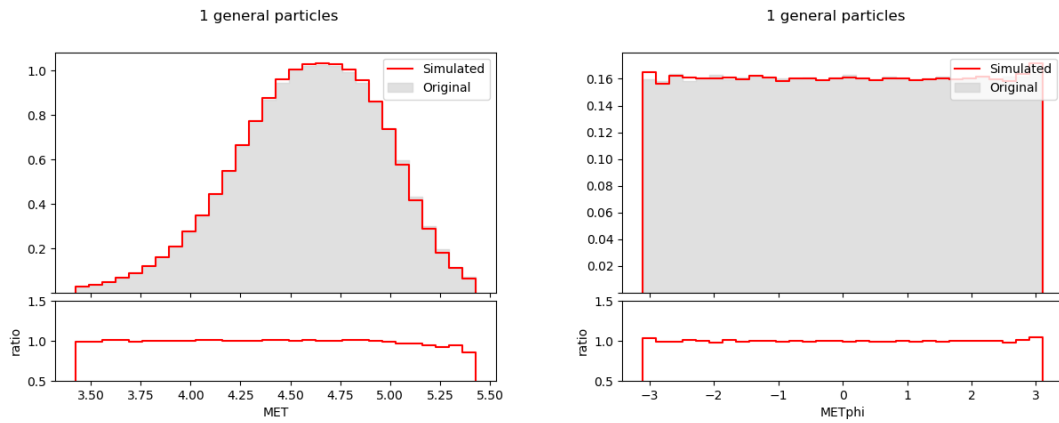 1 general particles
1.0
0.8
0.6
0.4
0.2
Simulated
Original
1.5
1.0
0.5
ratio
3.50 3.75 4.00 4.25 4.50 4.75 5.00 5.25 5.50
MET
1 general particles
0.16
0.14
0.12
0.10
0.08
0.06
0.04
0.02
Simulated
Original
1.5
1.0
0.5
ratio
−3 −2 −1 0 1 2 3
METphi